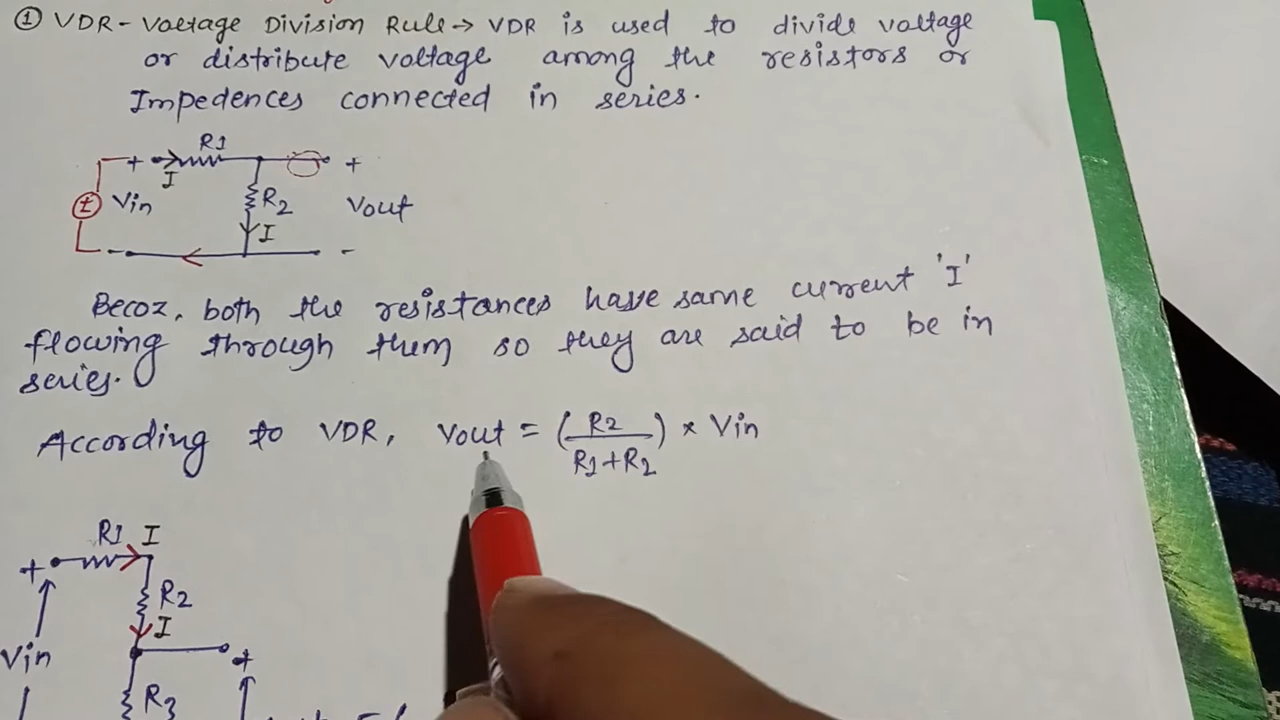 ① VDR - Voltage Division Rule → VDR is used to divide voltage
or distribute voltage among the resistors or
Impedences connected in series.
R1
+ I + 
± Vin R2 Vout
I
- -
Becoz, both the resistances have same current 'I'
flowing through them so they are said to be in
series.
According to VDR, Vout = (R2 / R1+R2) * Vin
R1 I
+
R2
I
Vin +
R3